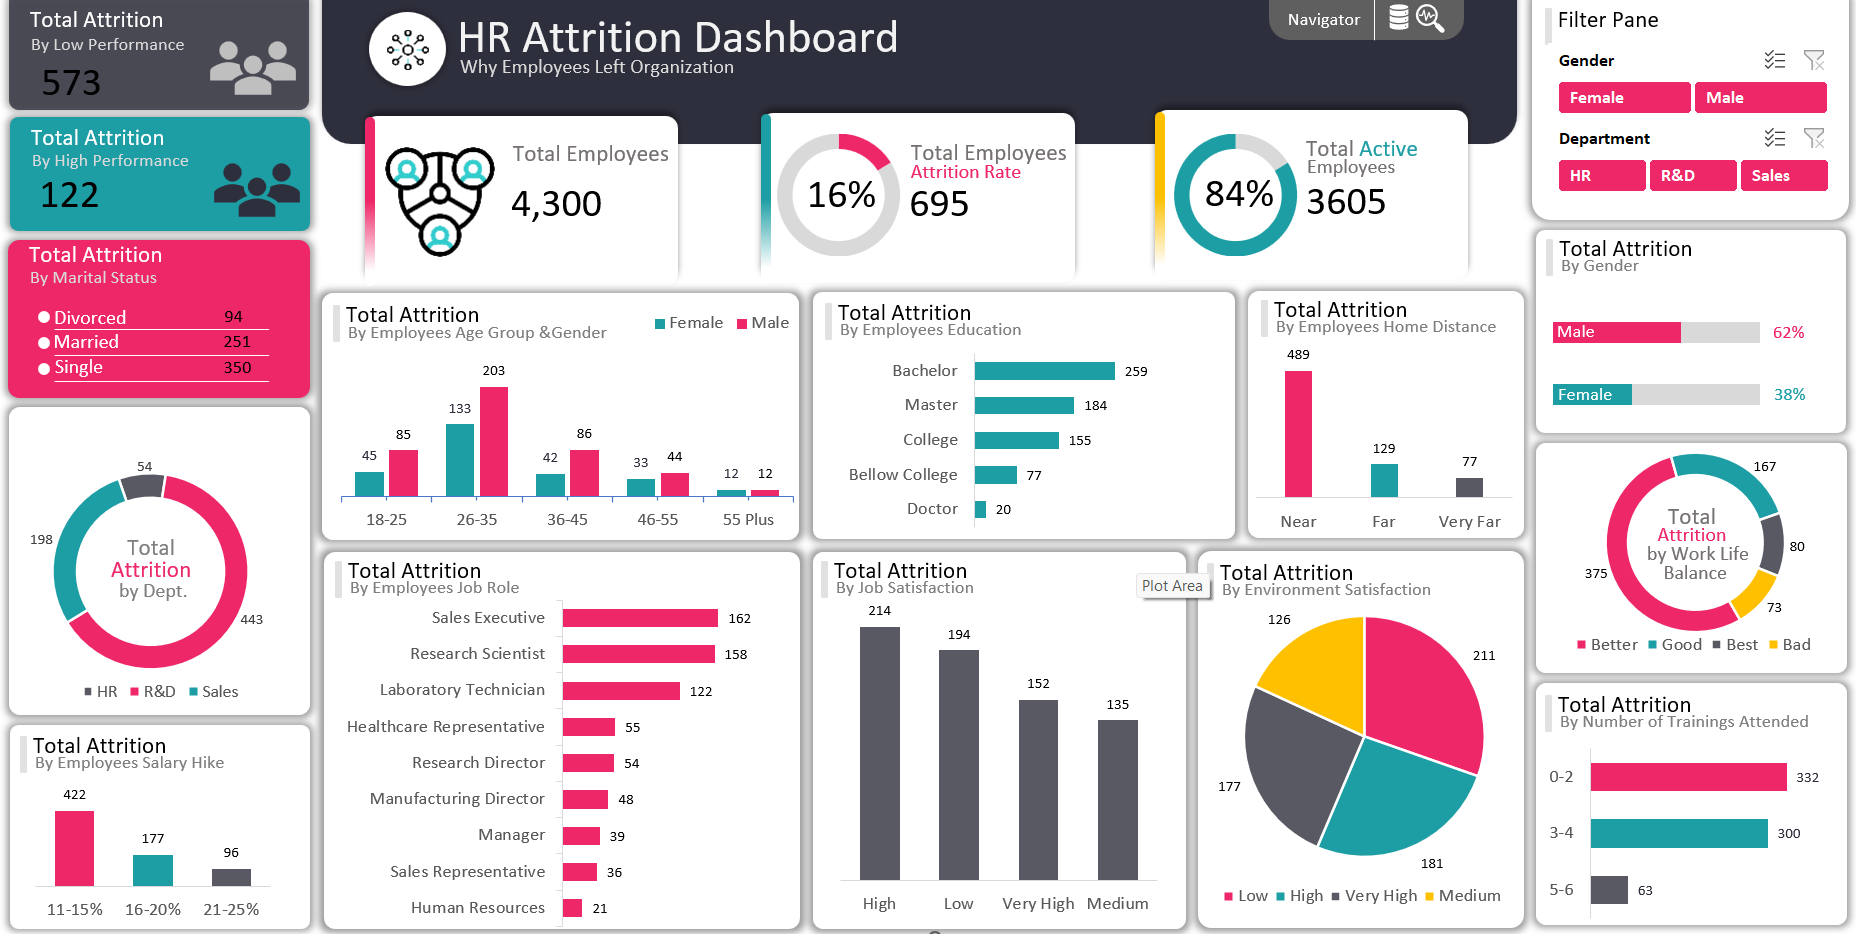 Total Attrition
By Low Performance
573
Total Attrition
By High Performance
122
Total Attrition
By Marital Status
Divorced 94
Married 251
Single 350
HR Attrition Dashboard
Why Employees Left Organization
Navigator
Total Employees
4,300
16%
Total Employees
Attrition Rate
695
84%
Total Active
Employees
3605
Filter Pane
Gender
Female Male
Department
HR R&D Sales
Total Attrition
By Gender
Male 62%
Female 38%
Total Attrition
By Employees Age Group &Gender
Female Male
45 85 133 203 42 86 33 44 12 12
18-25 26-35 36-45 46-55 55 Plus
Total Attrition
By Employees Education
Bachelor 259
Master 184
College 155
Bellow College 77
Doctor 20
Total Attrition
By Employees Home Distance
489 129 77
Near Far Very Far
54
198
443
Total
Attrition
by Dept.
HR R&D Sales
Total Attrition
By Employees Job Role
Sales Executive 162
Research Scientist 158
Laboratory Technician 122
Healthcare Representative 55
Research Director 54
Manufacturing Director 48
Manager 39
Sales Representative 36
Human Resources 21
Total Attrition
By Job Satisfaction
214 194 152 135
High Low Very High Medium
Plot Area
Total Attrition
By Environment Satisfaction
126
211
177
181
Low High Very High Medium
167
80
73
375
Total
Attrition
by Work Life
Balance
Better Good Best Bad
Total Attrition
By Employees Salary Hike
422 177 96
11-15% 16-20% 21-25%
Total Attrition
By Number of Trainings Attended
0-2 332
3-4 300
5-6 63